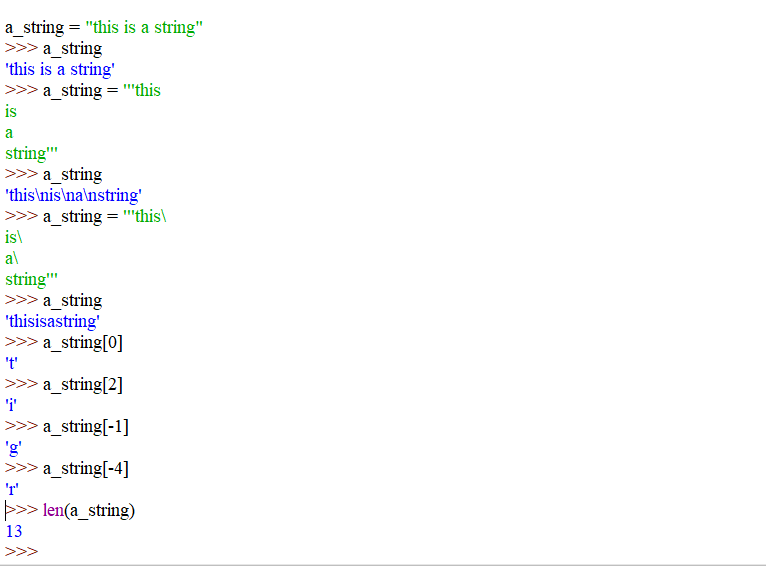 a_string = "this is a string"
>>> a_string
'this is a string'
>>> a_string = '''this
is
a
string'''
>>> a_string
'this\nis\na\nstring'
>>> a_string = '''this\
is\
a\
string'''
>>> a_string
'thisisastring'
>>> a_string[0]
't'
>>> a_string[2]
'i'
>>> a_string[-1]
'g'
>>> a_string[-4]
'r'
>>> len(a_string)
13
>>>